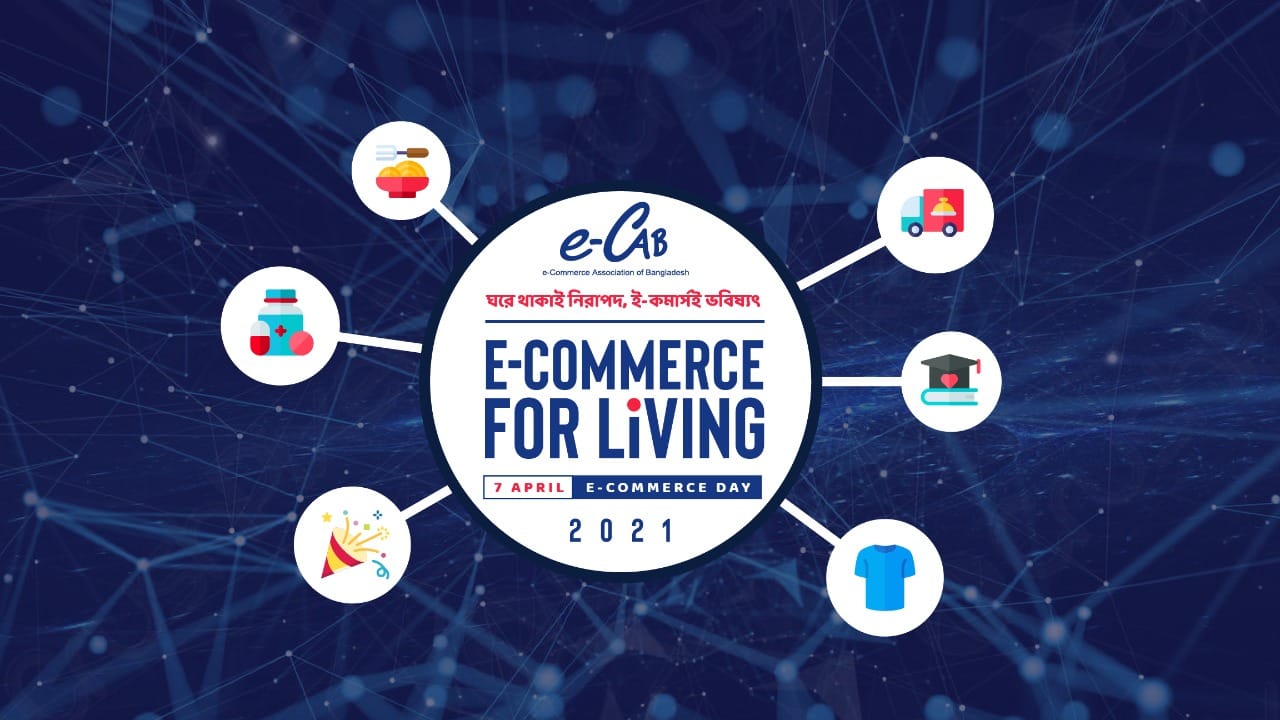 e-CAB
e-Commerce Association of Bangladesh
ঘরে থাকাই নিরাপদ, ই-কমার্সই ভবিষ্যৎ
E-COMMERCE
FOR LiVING
7 APRIL E-COMMERCE DAY
2021